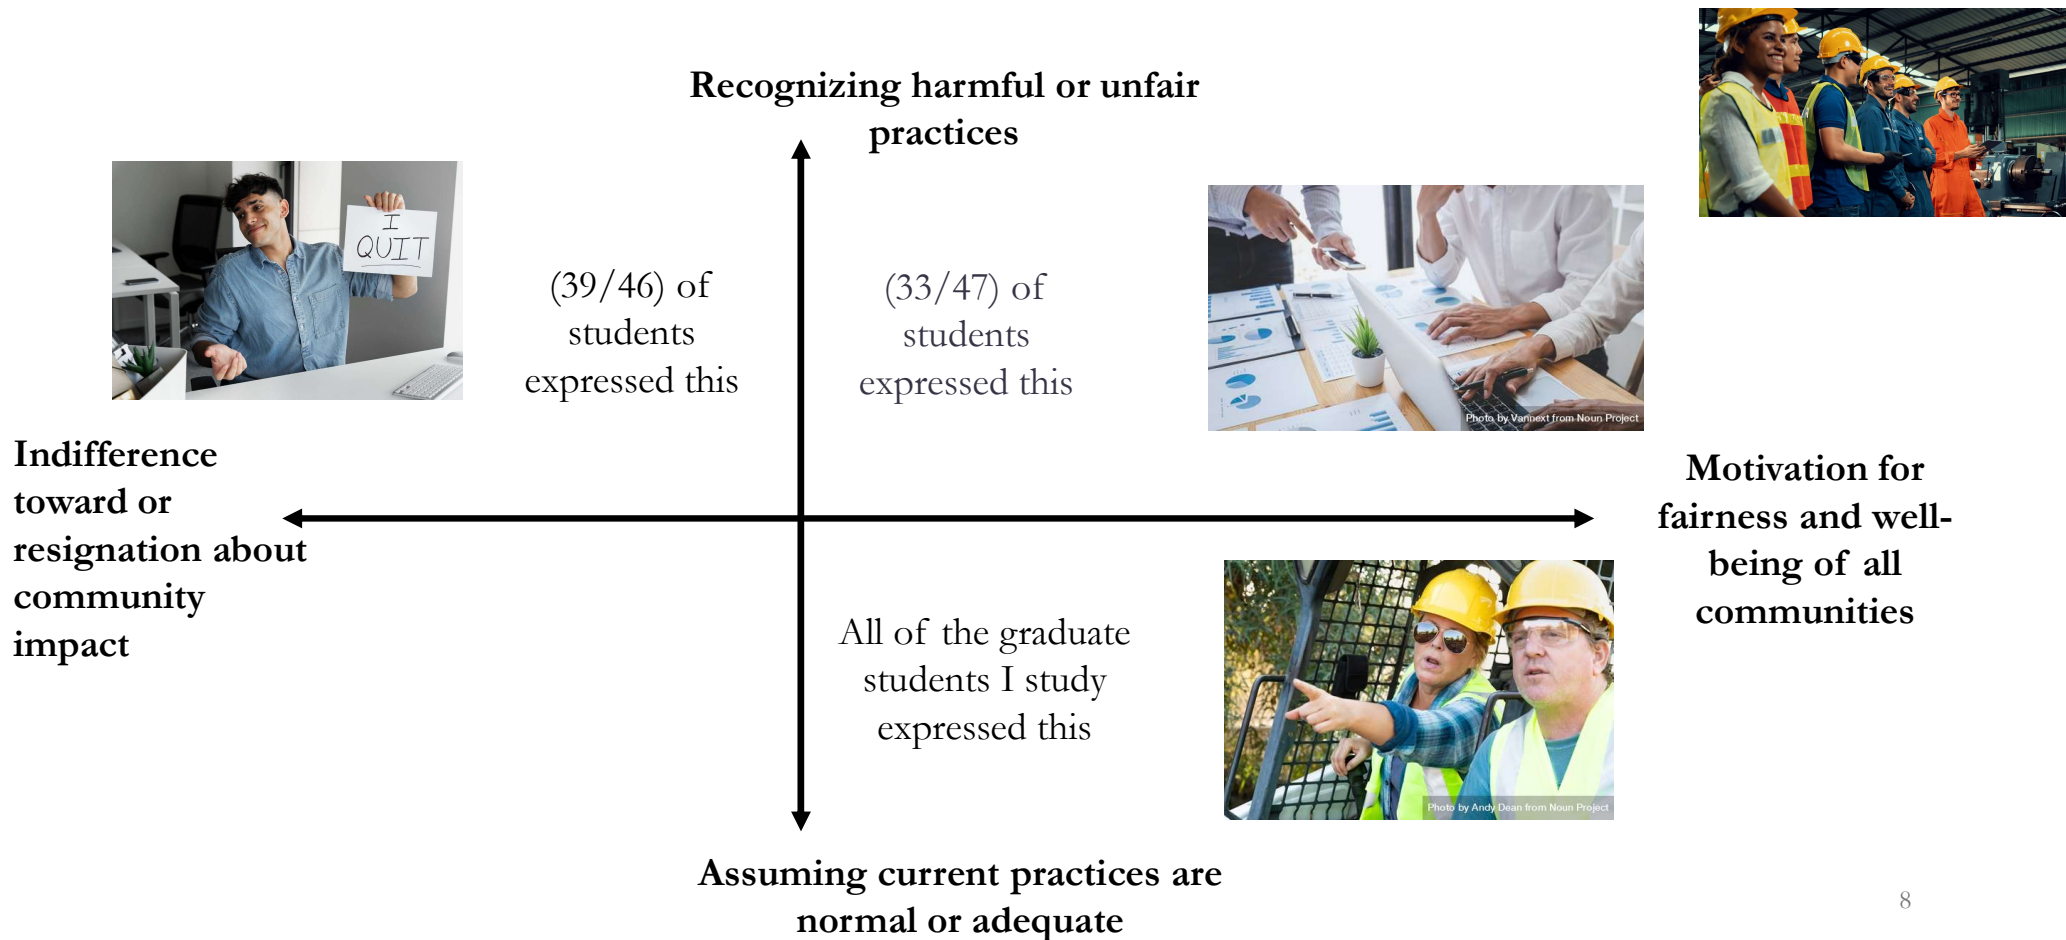 Recognizing harmful or unfair
practices
I
QUIT
(39/46) of
students
expressed this
(33/47) of
students
expressed this
Photo by Vannext from Noun Project
Indifference
toward or
resignation about
community
impact
Motivation for
fairness and well-
being of all
communities
All of the graduate
students I study
expressed this
Photo by Andy Dean from Noun Project
Assuming current practices are
normal or adequate
8